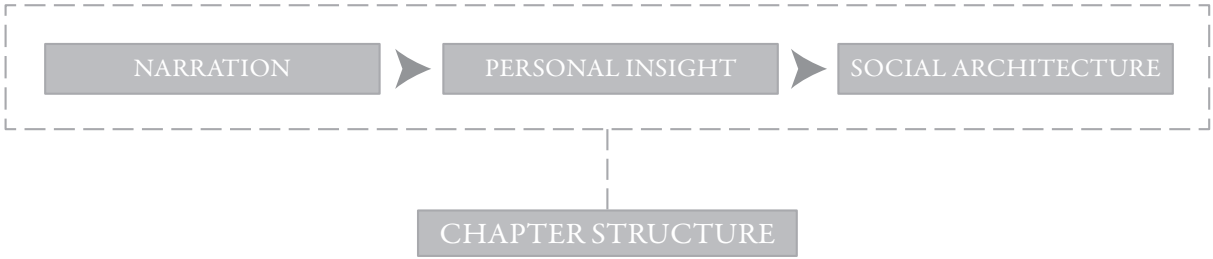 NARRATION
PERSONAL INSIGHT
SOCIAL ARCHITECTURE
CHAPTER STRUCTURE